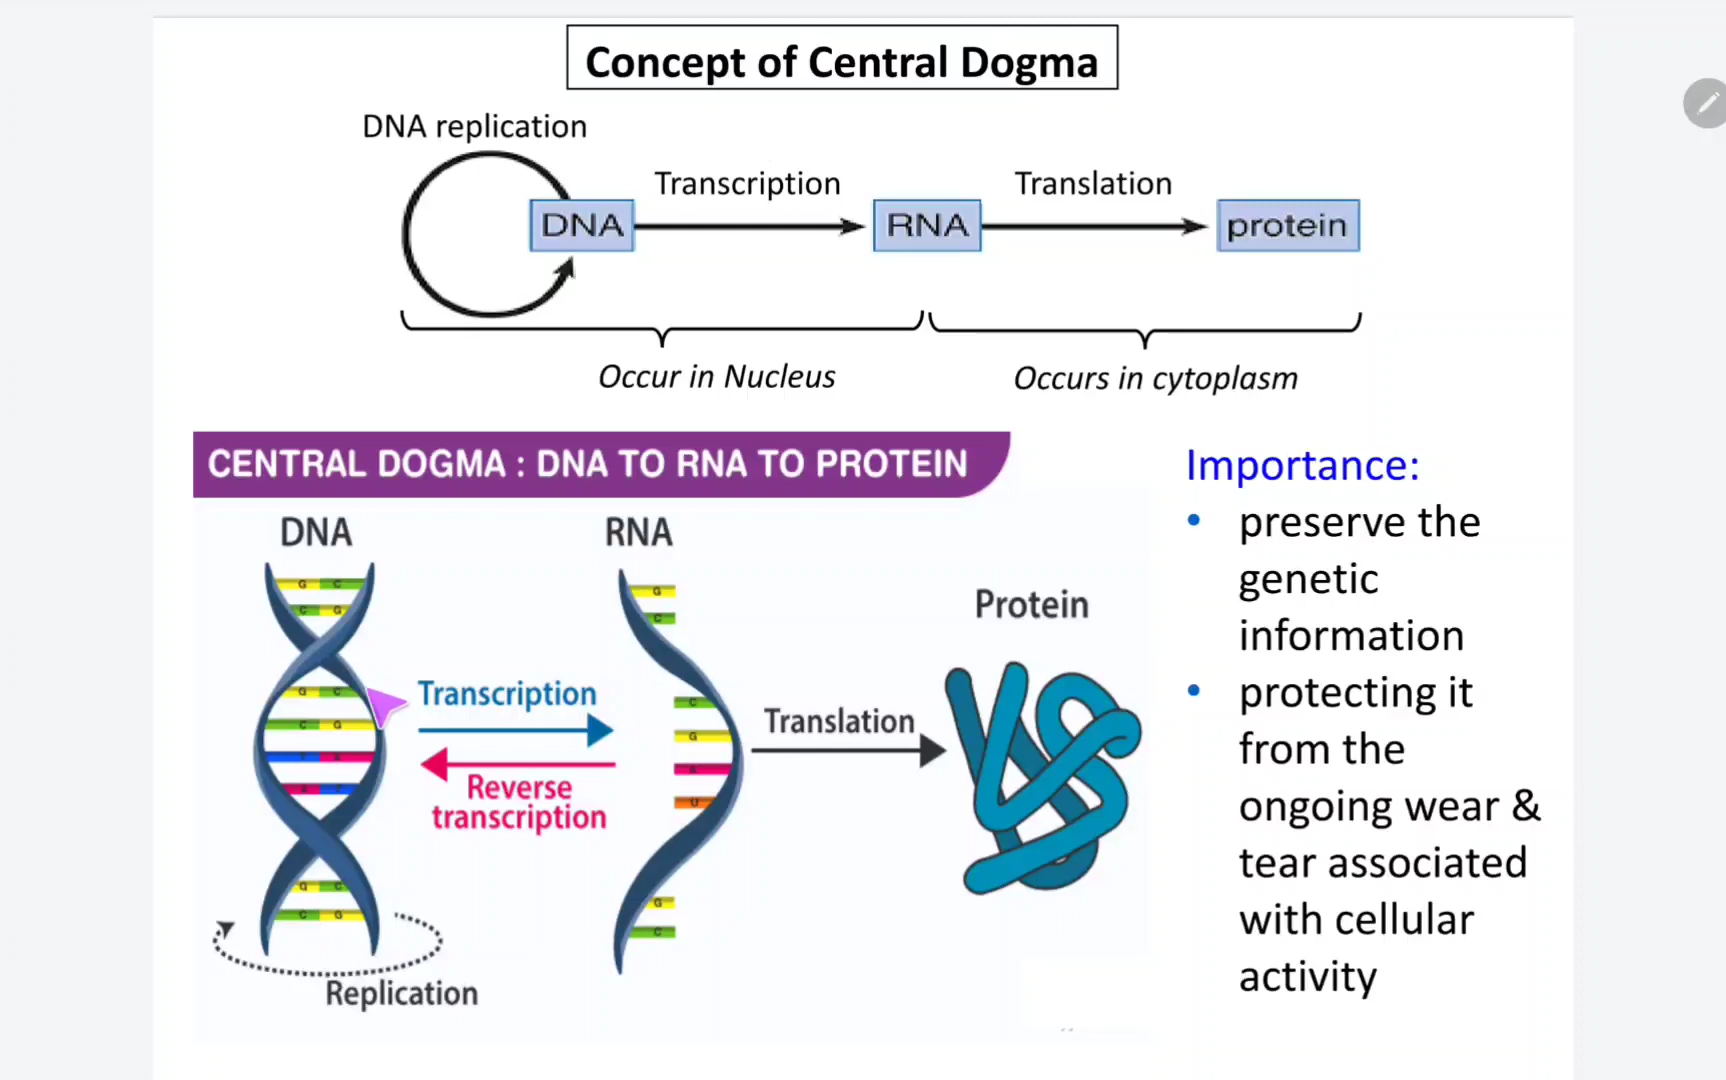 Concept of Central Dogma
DNA replication
Transcription
Translation
DNA
RNA
protein
Occur in Nucleus
Occurs in cytoplasm
CENTRAL DOGMA : DNA TO RNA TO PROTEIN
DNA
RNA
Protein
G C
C G
G C
C G
G C
C G
G
C
C
G
U
G
C
Transcription
Reverse
transcription
Translation
Replication
Importance:
• preserve the
genetic
information
• protecting it
from the
ongoing wear &
tear associated
with cellular
activity